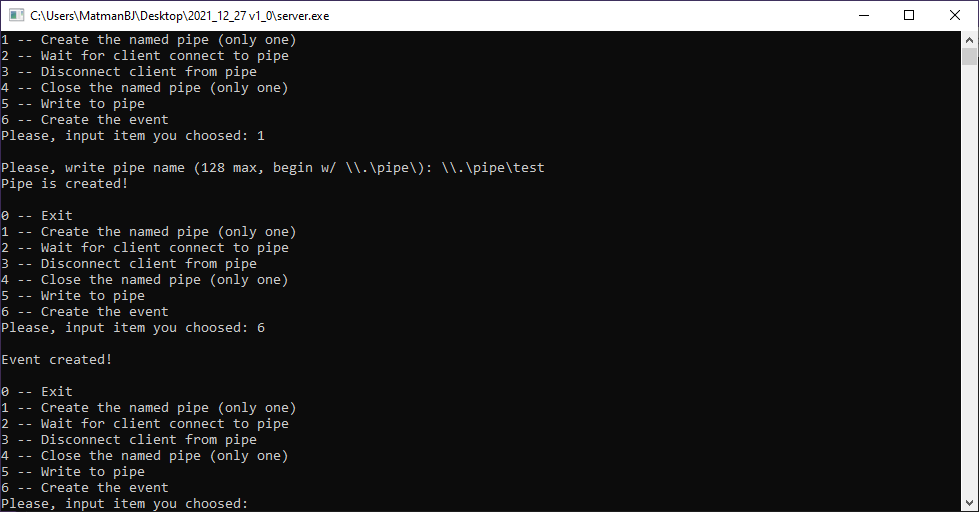 C:\Users\MatmanBJ\Desktop\2021_12_27 v1_0\server.exe
1 -- Create the named pipe (only one)
2 -- Wait for client connect to pipe
3 -- Disconnect client from pipe
4 -- Close the named pipe (only one)
5 -- Write to pipe
6 -- Create the event
Please, input item you choosed: 1
Please, write pipe name (128 max, begin w/ \\.\pipe\): \\.\pipe\test
Pipe is created!
0 -- Exit
1 -- Create the named pipe (only one)
2 -- Wait for client connect to pipe
3 -- Disconnect client from pipe
4 -- Close the named pipe (only one)
5 -- Write to pipe
6 -- Create the event
Please, input item you choosed: 6
Event created!
0 -- Exit
1 -- Create the named pipe (only one)
2 -- Wait for client connect to pipe
3 -- Disconnect client from pipe
4 -- Close the named pipe (only one)
5 -- Write to pipe
6 -- Create the event
Please, input item you choosed: